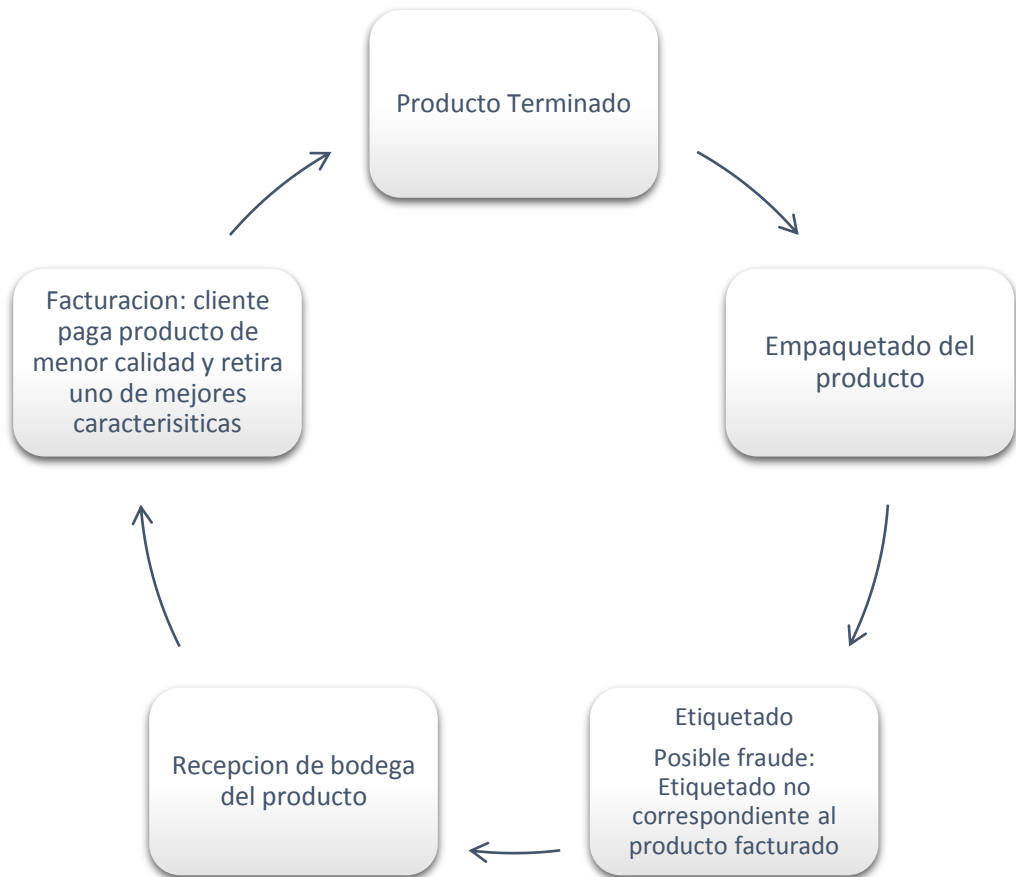 Producto Terminado
Empaquetado del
producto
Etiquetado
Posible fraude:
Etiquetado no
correspondiente al
producto facturado
Recepcion de bodega
del producto
Facturacion: cliente
paga producto de
menor calidad y retira
uno de mejores
caracterisiticas